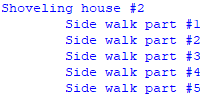 Shoveling house #2
Side walk part #1
Side walk part #2
Side walk part #3
Side walk part #4
Side walk part #5